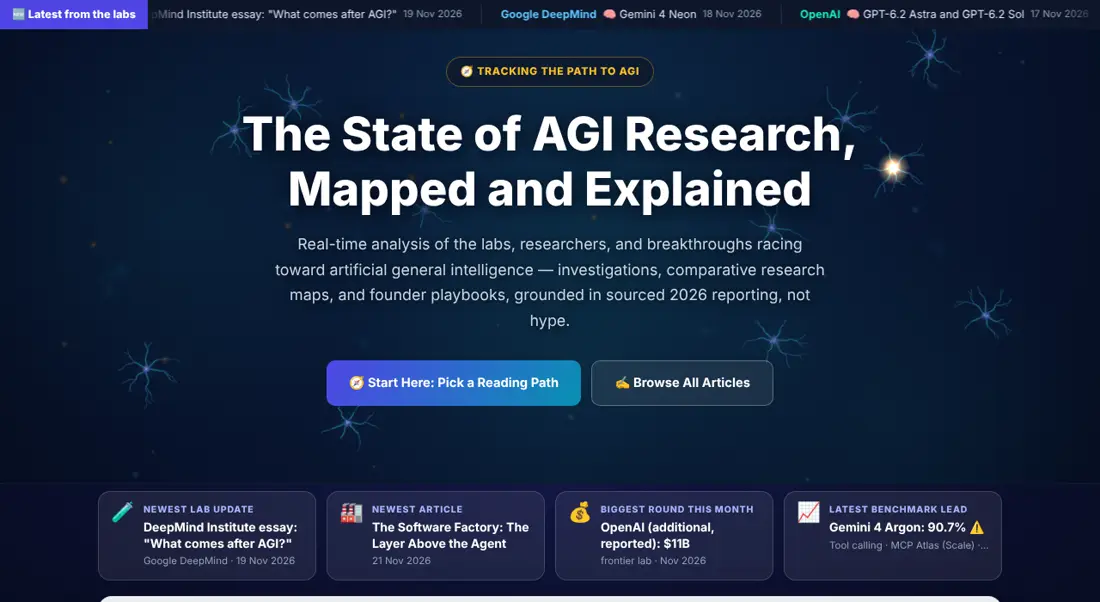 🆕 Latest from the labs
Mind Institute essay: "What comes after AGI?" 19 Nov 2026
Google DeepMind 🧠 Gemini 4 Neon 18 Nov 2026
OpenAI 🧠 GPT-6.2 Astra and GPT-6.2 Sol 17 Nov 2026
🧭 TRACKING THE PATH TO AGI
The State of AGI Research,
Mapped and Explained
Real-time analysis of the labs, researchers, and breakthroughs racing
toward artificial general intelligence — investigations, comparative research
maps, and founder playbooks, grounded in sourced 2026 reporting, not
hype.
🧭 Start Here: Pick a Reading Path
✍️ Browse All Articles
🧪 NEWEST LAB UPDATE
DeepMind Institute essay:
"What comes after AGI?"
Google DeepMind · 19 Nov 2026
🏭 NEWEST ARTICLE
The Software Factory: The
Layer Above the Agent
21 Nov 2026
💰 BIGGEST ROUND THIS MONTH
OpenAI (additional,
reported): $11B
frontier lab · Nov 2026
📈 LATEST BENCHMARK LEAD
Gemini 4 Argon: 90.7% ⚠️
Tool calling · MCP Atlas (Scale) ·...